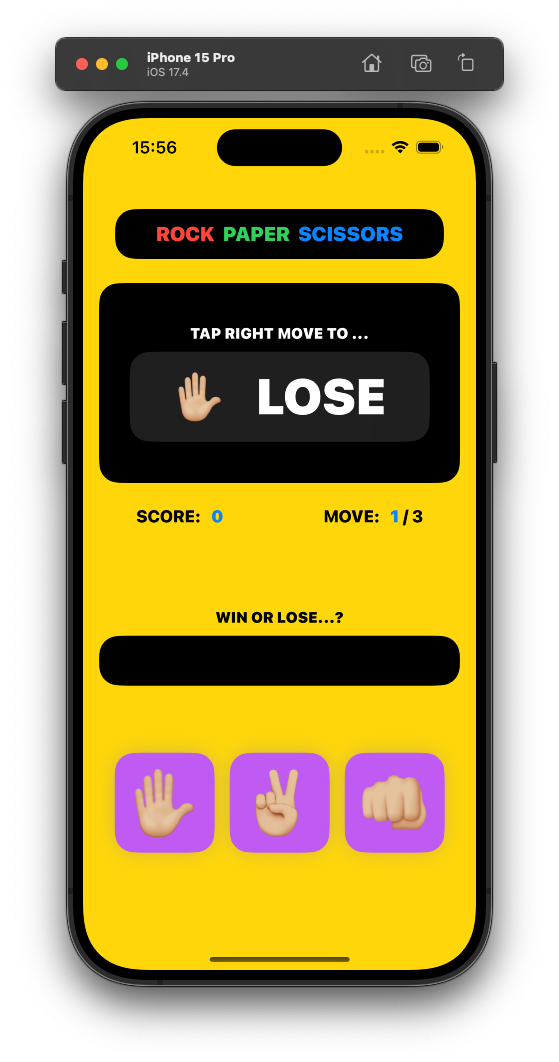 iPhone 15 Pro
iOS 17.4
15:56
ROCK PAPER SCISSORS
TAP RIGHT MOVE TO ...
LOSE
SCORE: 0 MOVE: 1 / 3
WIN OR LOSE...?